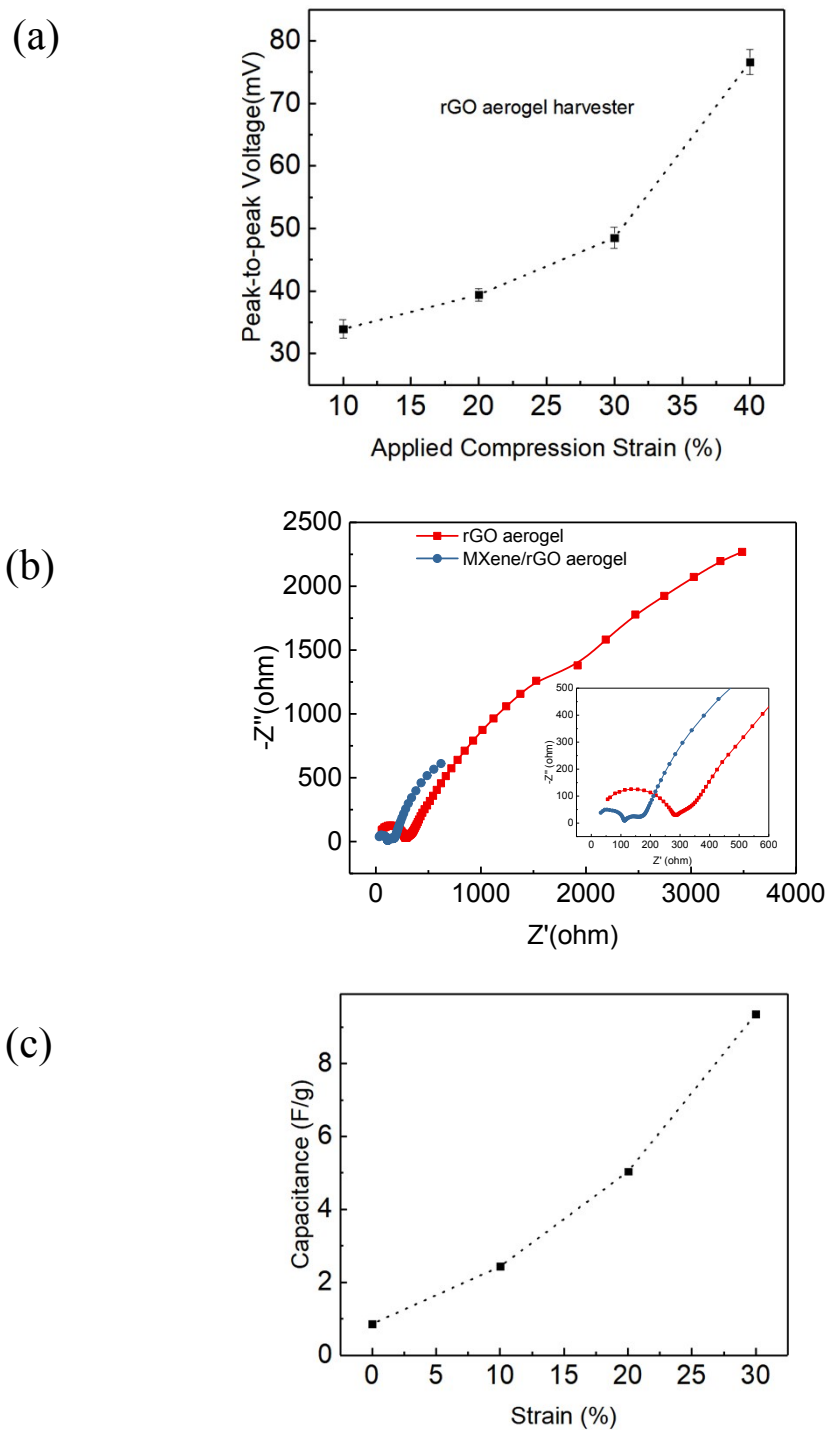 (a)
Peak-to-peak Voltage(mV)
80
70
60
50
40
30
rGO aerogel harvester
10 15 20 25 30 35 40
Applied Compression Strain (%)
(b)
-Z''(ohm)
2500
2000
1500
1000
500
0
rGO aerogel
MXene/rGO aerogel
-Z'' (ohm)
500
400
300
200
100
0
0 100 200 300 400 500 600
Z' (ohm)
0 1000 2000 3000 4000
Z'(ohm)
(c)
Capacitance (F/g)
8
6
4
2
0
0 5 10 15 20 25 30
Strain (%)